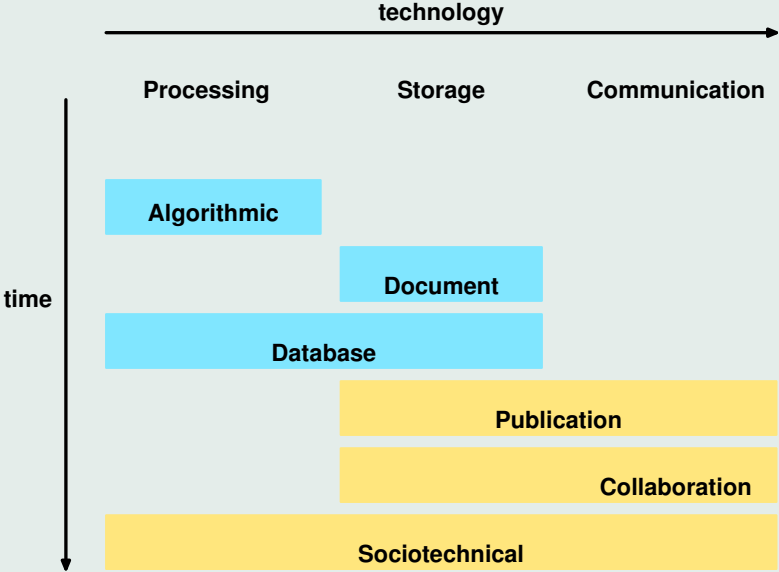 technology
Processing Storage Communication
Algorithmic
Document
time
Database
Publication
Collaboration
Sociotechnical